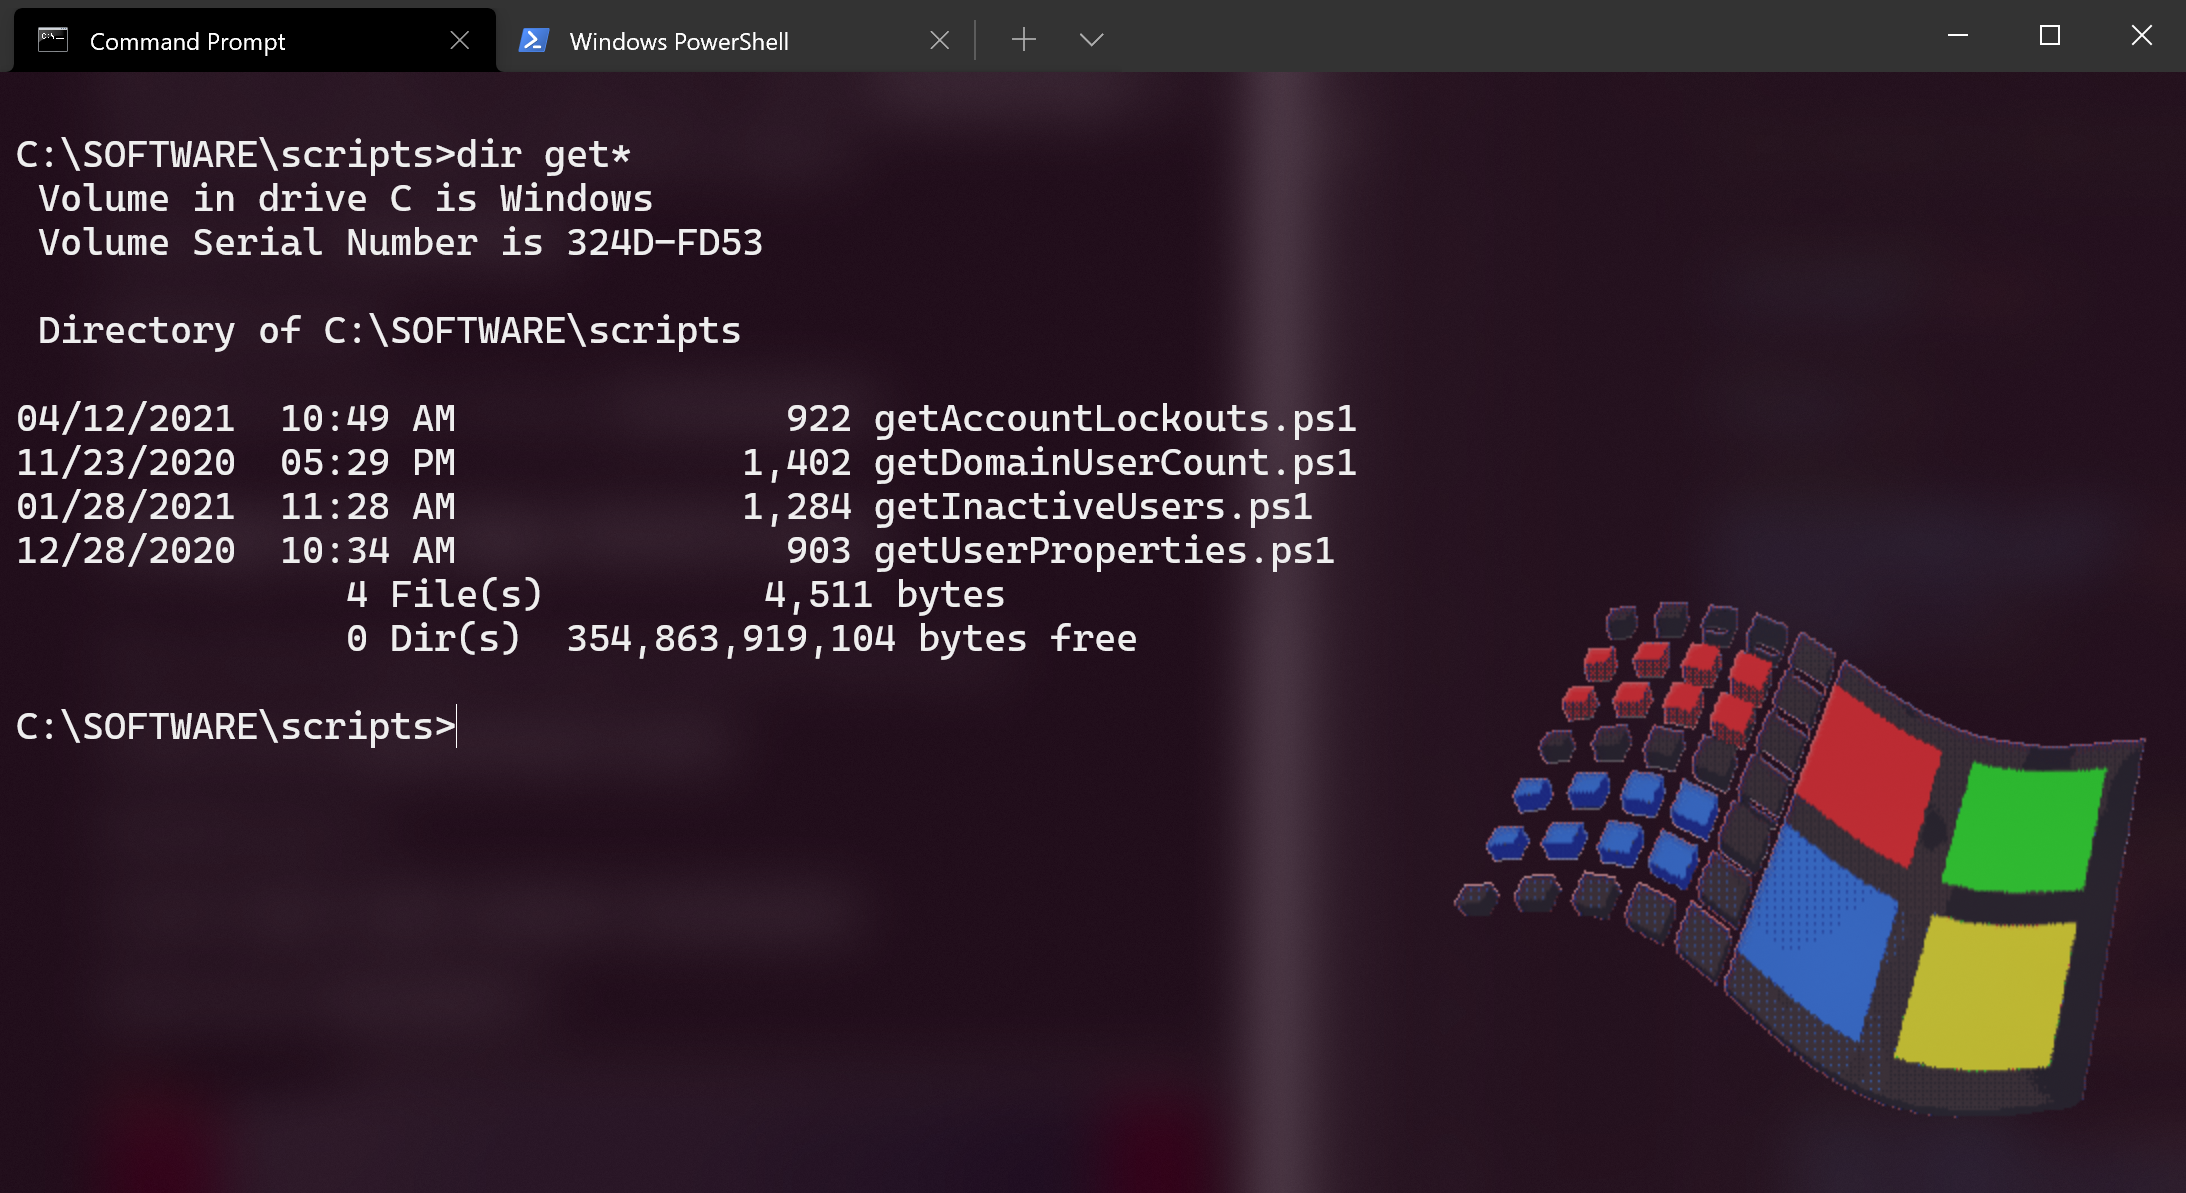 Command Prompt
Windows PowerShell
C:\SOFTWARE\scripts>dir get*
 Volume in drive C is Windows
 Volume Serial Number is 324D-FD53
 Directory of C:\SOFTWARE\scripts
04/12/2021  10:49 AM               922 getAccountLockouts.ps1
11/23/2020  05:29 PM             1,402 getDomainUserCount.ps1
01/28/2021  11:28 AM             1,284 getInactiveUsers.ps1
12/28/2020  10:34 AM               903 getUserProperties.ps1
               4 File(s)          4,511 bytes
               0 Dir(s)  354,863,919,104 bytes free
C:\SOFTWARE\scripts>